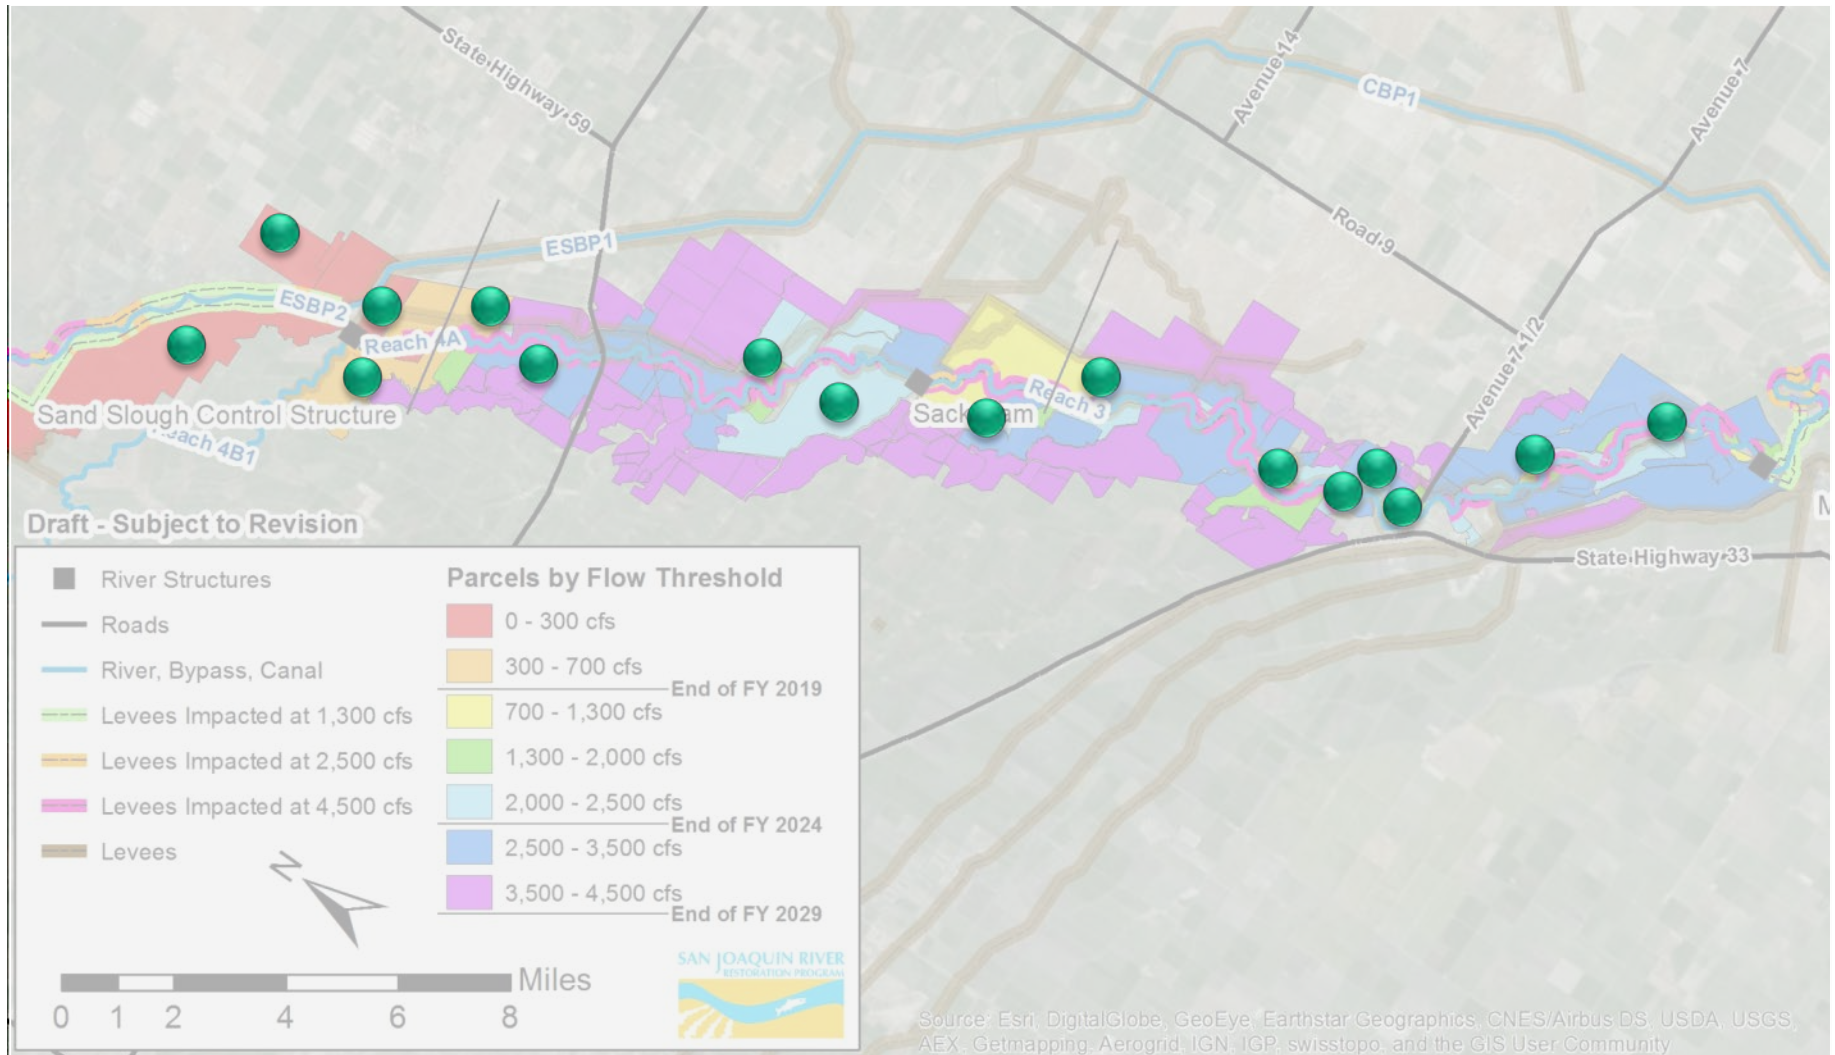 State Highway 59
Avenue 14
CBP1
Avenue 7
ESBP1
Road 9
ESBP2
Reach 4A
Avenue 7-1/2
Reach 3
Sand Slough Control Structure
Reach 4B1
Draft - Subject to Revision
State Highway 33
River Structures
Roads
River, Bypass, Canal
Levees Impacted at 1,300 cfs
Levees Impacted at 2,500 cfs
Levees Impacted at 4,500 cfs
Levees
N
Parcels by Flow Threshold
0 - 300 cfs
300 - 700 cfs
End of FY 2019
700 - 1,300 cfs
1,300 - 2,000 cfs
2,000 - 2,500 cfs
End of FY 2024
2,500 - 3,500 cfs
3,500 - 4,500 cfs
End of FY 2029
SAN JOAQUIN RIVER
RESTORATION PROGRAM
Miles
0 1 2 4 6 8
Source: Esri, DigitalGlobe, GeoEye, Earthstar Geographics, CNES/Airbus DS, USDA, USGS,
AEX, Getmapping, Aerogrid, IGN, IGP, swisstopo, and the GIS User Community